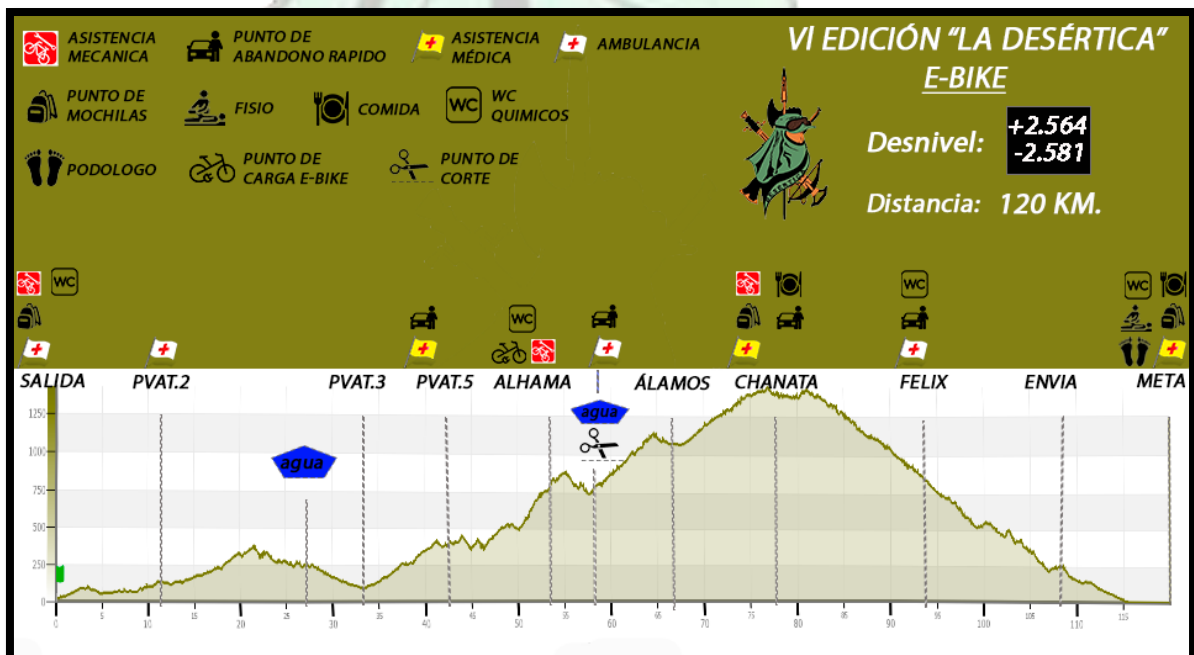 ASISTENCIA
MECANICA
PUNTO DE
ABANDONO RAPIDO
ASISTENCIA
MÉDICA
AMBULANCIA
VI EDICIÓN "LA DESÉRTICA"
E-BIKE
PUNTO DE
MOCHILAS
FISIO
COMIDA
WC
WC
QUIMICOS
Desnivel:
+2.564
-2.581
PODOLOGO
PUNTO DE
CARGA E-BIKE
PUNTO DE
CORTE
Distancia: 120 KM.
WC
WC
WC
WC
SALIDA PVAT.2 PVAT.3 PVAT.5 ALHAMA ÁLAMOS CHANATA FELIX ENVIA META
agua
agua
1250
1000
750
500
250
0
0 5 10 15 20 25 30 35 40 45 50 55 60 65 70 75 80 85 90 95 100 105 110 115